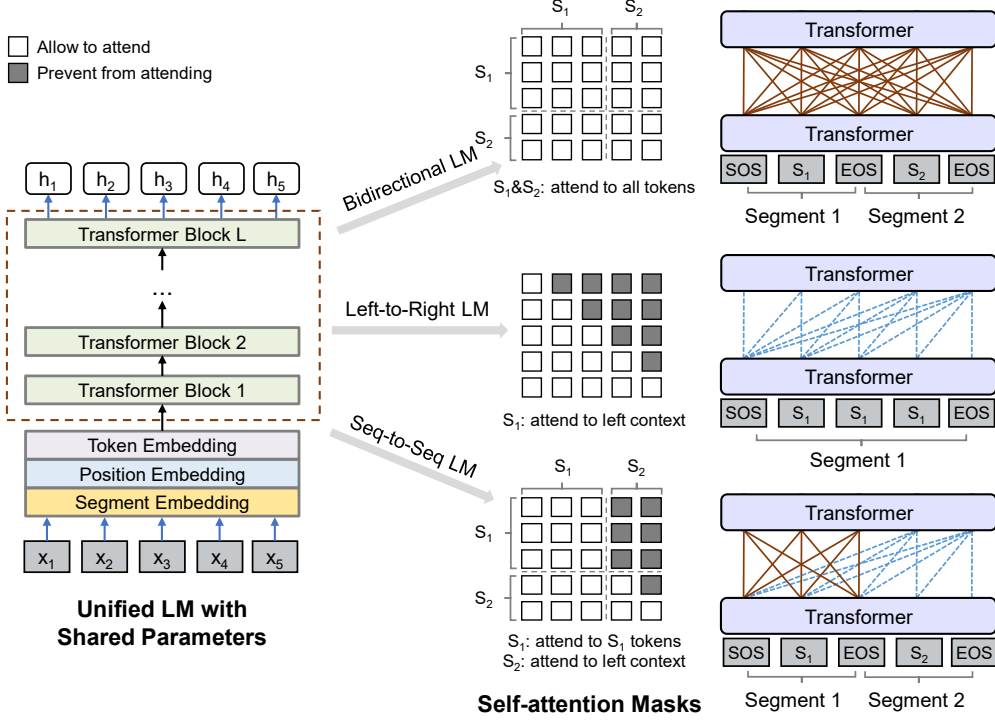 Allow to attend
Prevent from attending
h₁ h₂ h₃ h₄ h₅
Transformer Block L
...
Transformer Block 2
Transformer Block 1
Token Embedding
Position Embedding
Segment Embedding
x₁ x₂ x₃ x₄ x₅
Unified LM with
Shared Parameters
Bidirectional LM
Left-to-Right LM
Seq-to-Seq LM
S₁ S₂
S₁
S₂
S₁&S₂: attend to all tokens
S₁: attend to left context
S₁ S₂
S₁
S₂
S₁: attend to S₁ tokens
S₂: attend to left context
Self-attention Masks
Transformer
Transformer
SOS S₁ EOS S₂ EOS
Segment 1 Segment 2
Transformer
Transformer
SOS S₁ S₁ S₁ EOS
Segment 1
Transformer
Transformer
SOS S₁ EOS S₂ EOS
Segment 1 Segment 2